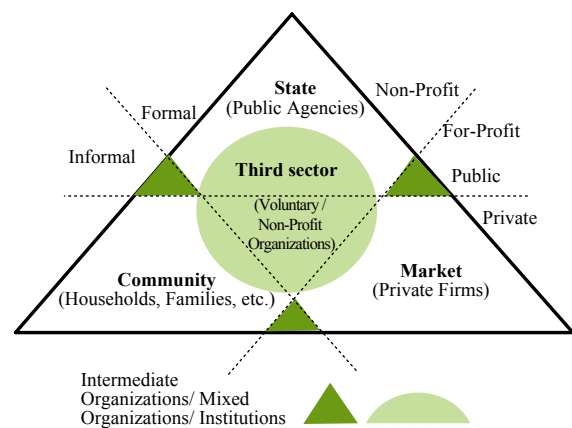 State
(Public Agencies)
Non-Profit
Formal
For-Profit
Informal
Third sector
Public
(Voluntary /
Non-Profit
Organizations)
Private
Community
(Households, Families, etc.)
Market
(Private Firms)
Intermediate
Organizations/ Mixed
Organizations/ Institutions